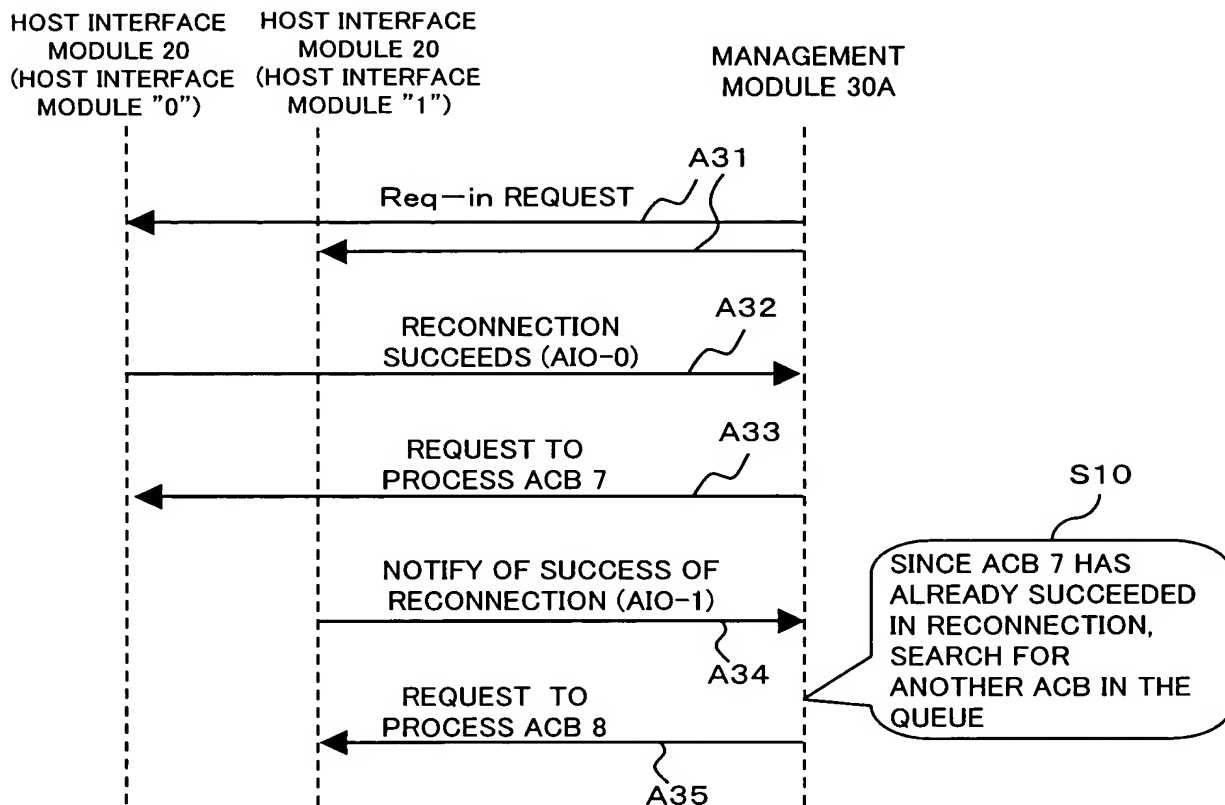 HOST INTERFACE
MODULE 20
(HOST INTERFACE
MODULE "0")
HOST INTERFACE
MODULE 20
(HOST INTERFACE
MODULE "1")
MANAGEMENT
MODULE 30A
A31
Req-in REQUEST
A32
RECONNECTION
SUCCEEDS (AIO-0)
A33
REQUEST TO
PROCESS ACB 7
S10
SINCE ACB 7 HAS
ALREADY SUCCEEDED
IN RECONNECTION,
SEARCH FOR
ANOTHER ACB IN THE
QUEUE
NOTIFY OF SUCCESS OF
RECONNECTION (AIO-1)
A34
REQUEST TO
PROCESS ACB 8
A35